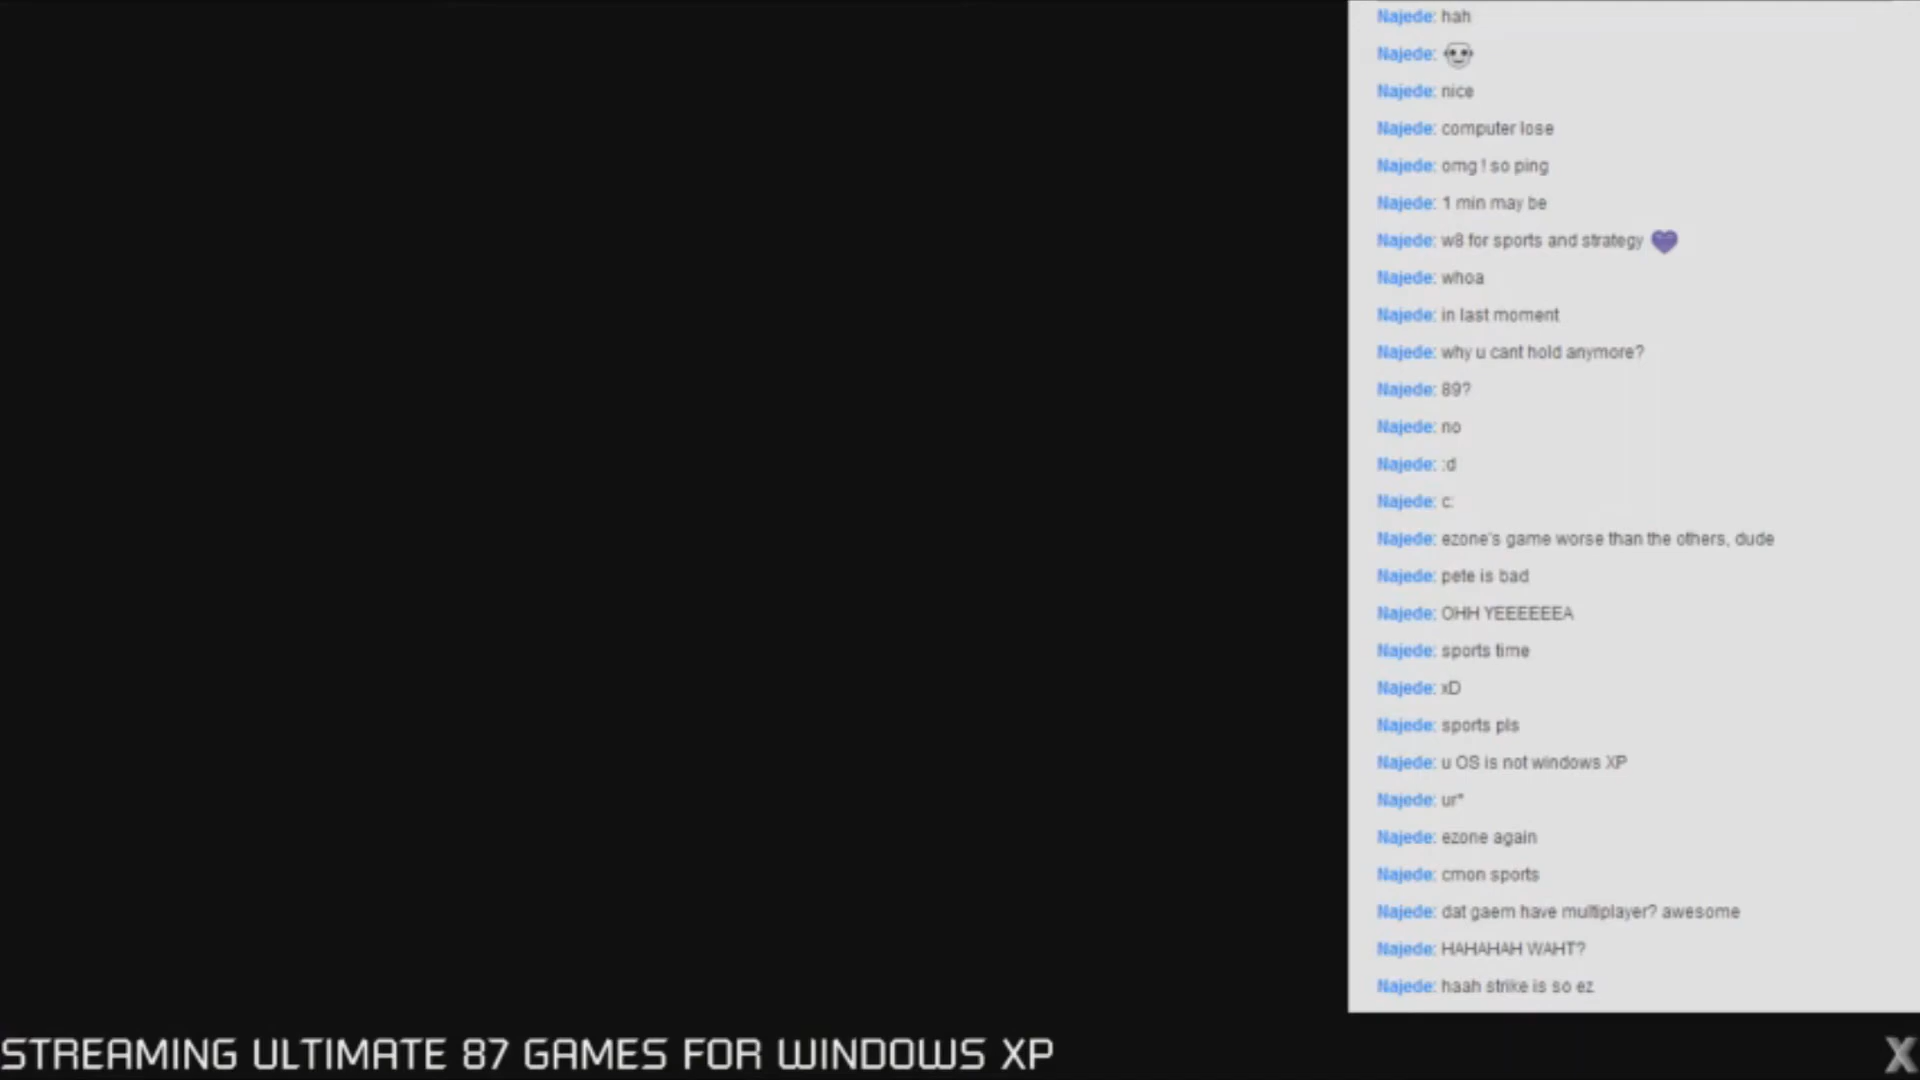 Najede: hah
Najede:
Najede: nice
Najede: computer lose
Najede: omg ! so ping
Najede: 1 min may be
Najede: w8 for sports and strategy
Najede: whoa
Najede: in last moment
Najede: why u cant hold anymore?
Najede: 89?
Najede: no
Najede: :d
Najede: c:
Najede: ezone's game worse than the others, dude
Najede: pete is bad
Najede: OHH YEEEEEEA
Najede: sports time
Najede: xD
Najede: sports pls
Najede: u OS is not windows XP
Najede: ur*
Najede: ezone again
Najede: cmon sports
Najede: dat gaem have multiplayer? awesome
Najede: HAHAHAH WAHT?
Najede: haah strike is so ez
STREAMING ULTIMATE 87 GAMES FOR WINDOWS XP
X